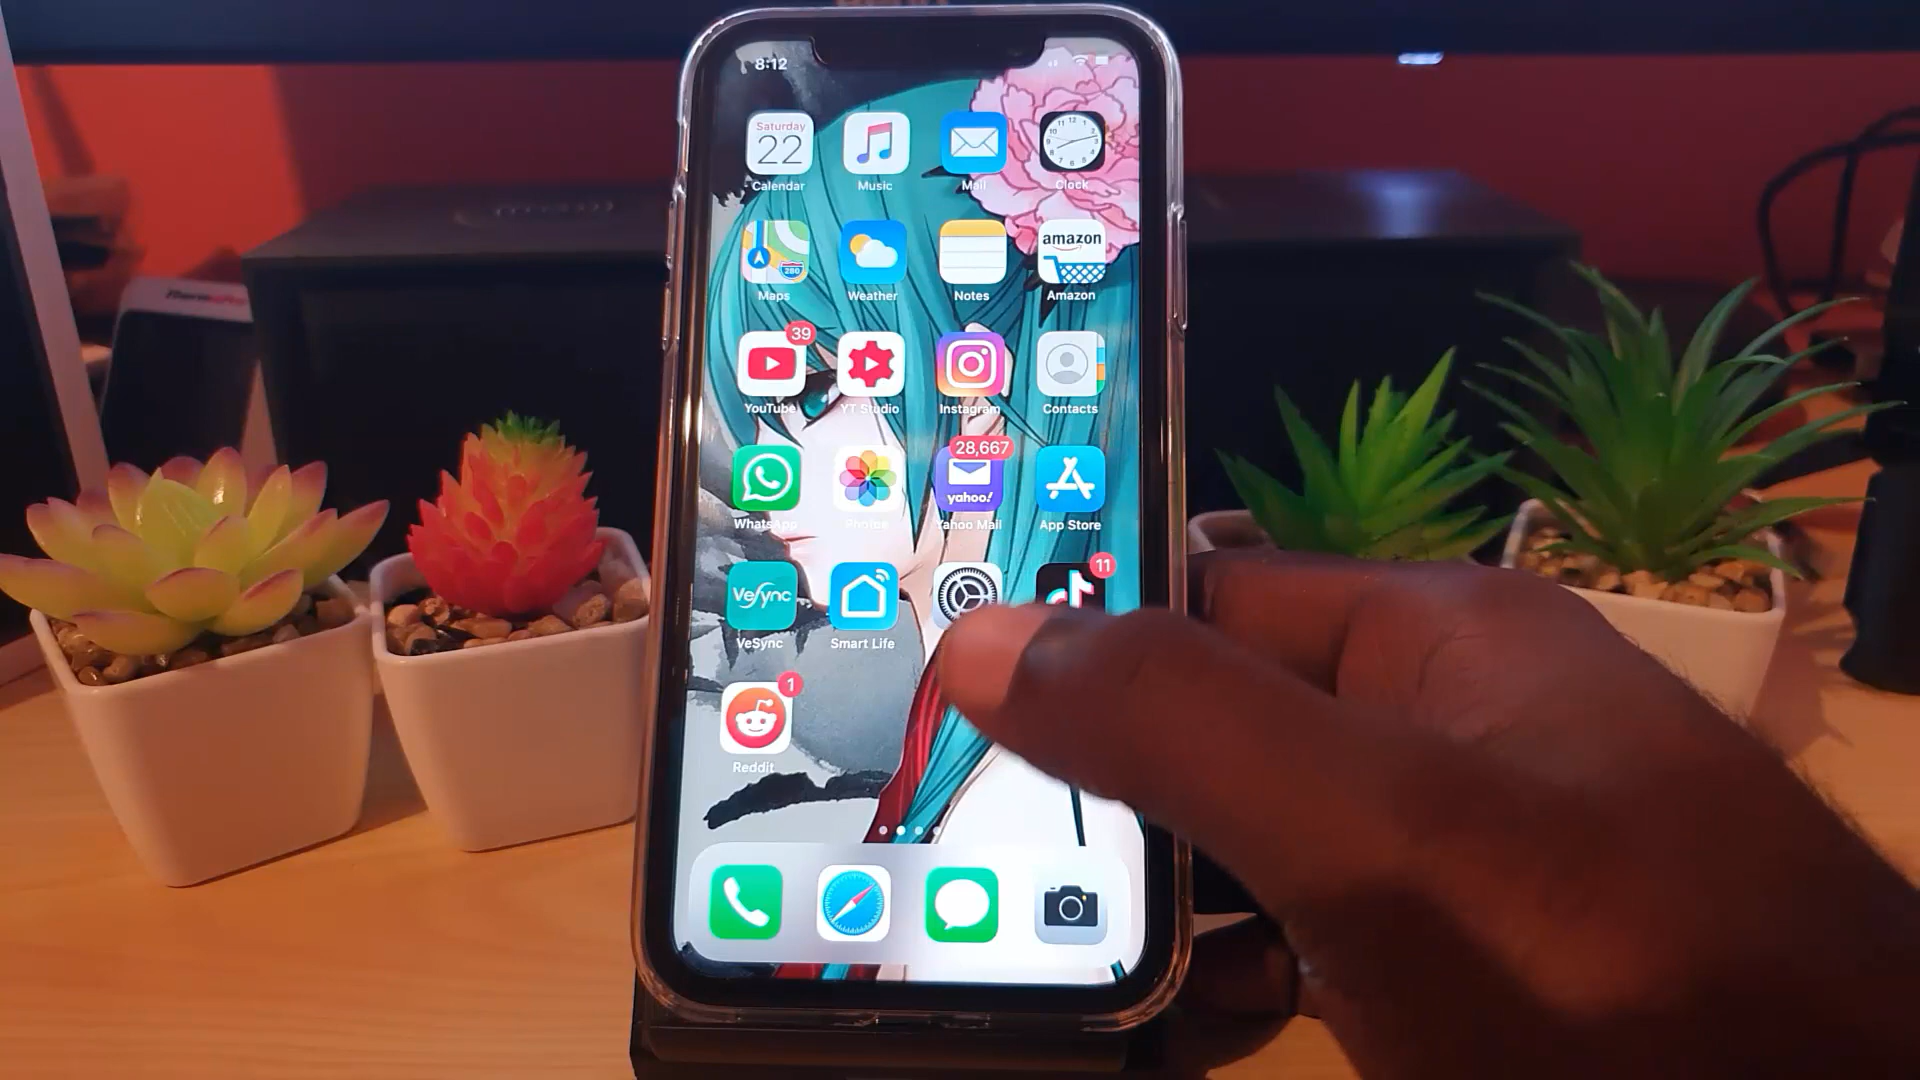 8:12
Saturday
22
Calendar
Music
Mail
Clock
280
amazon
Maps
Weather
Notes
Amazon
39
YouTube
YT Studio
Instagram
Contacts
28,667
yahoo!
WhatsApp
Photos
Yahoo Mail
App Store
11
VeSync
VeSync
Smart Life
1
Reddit